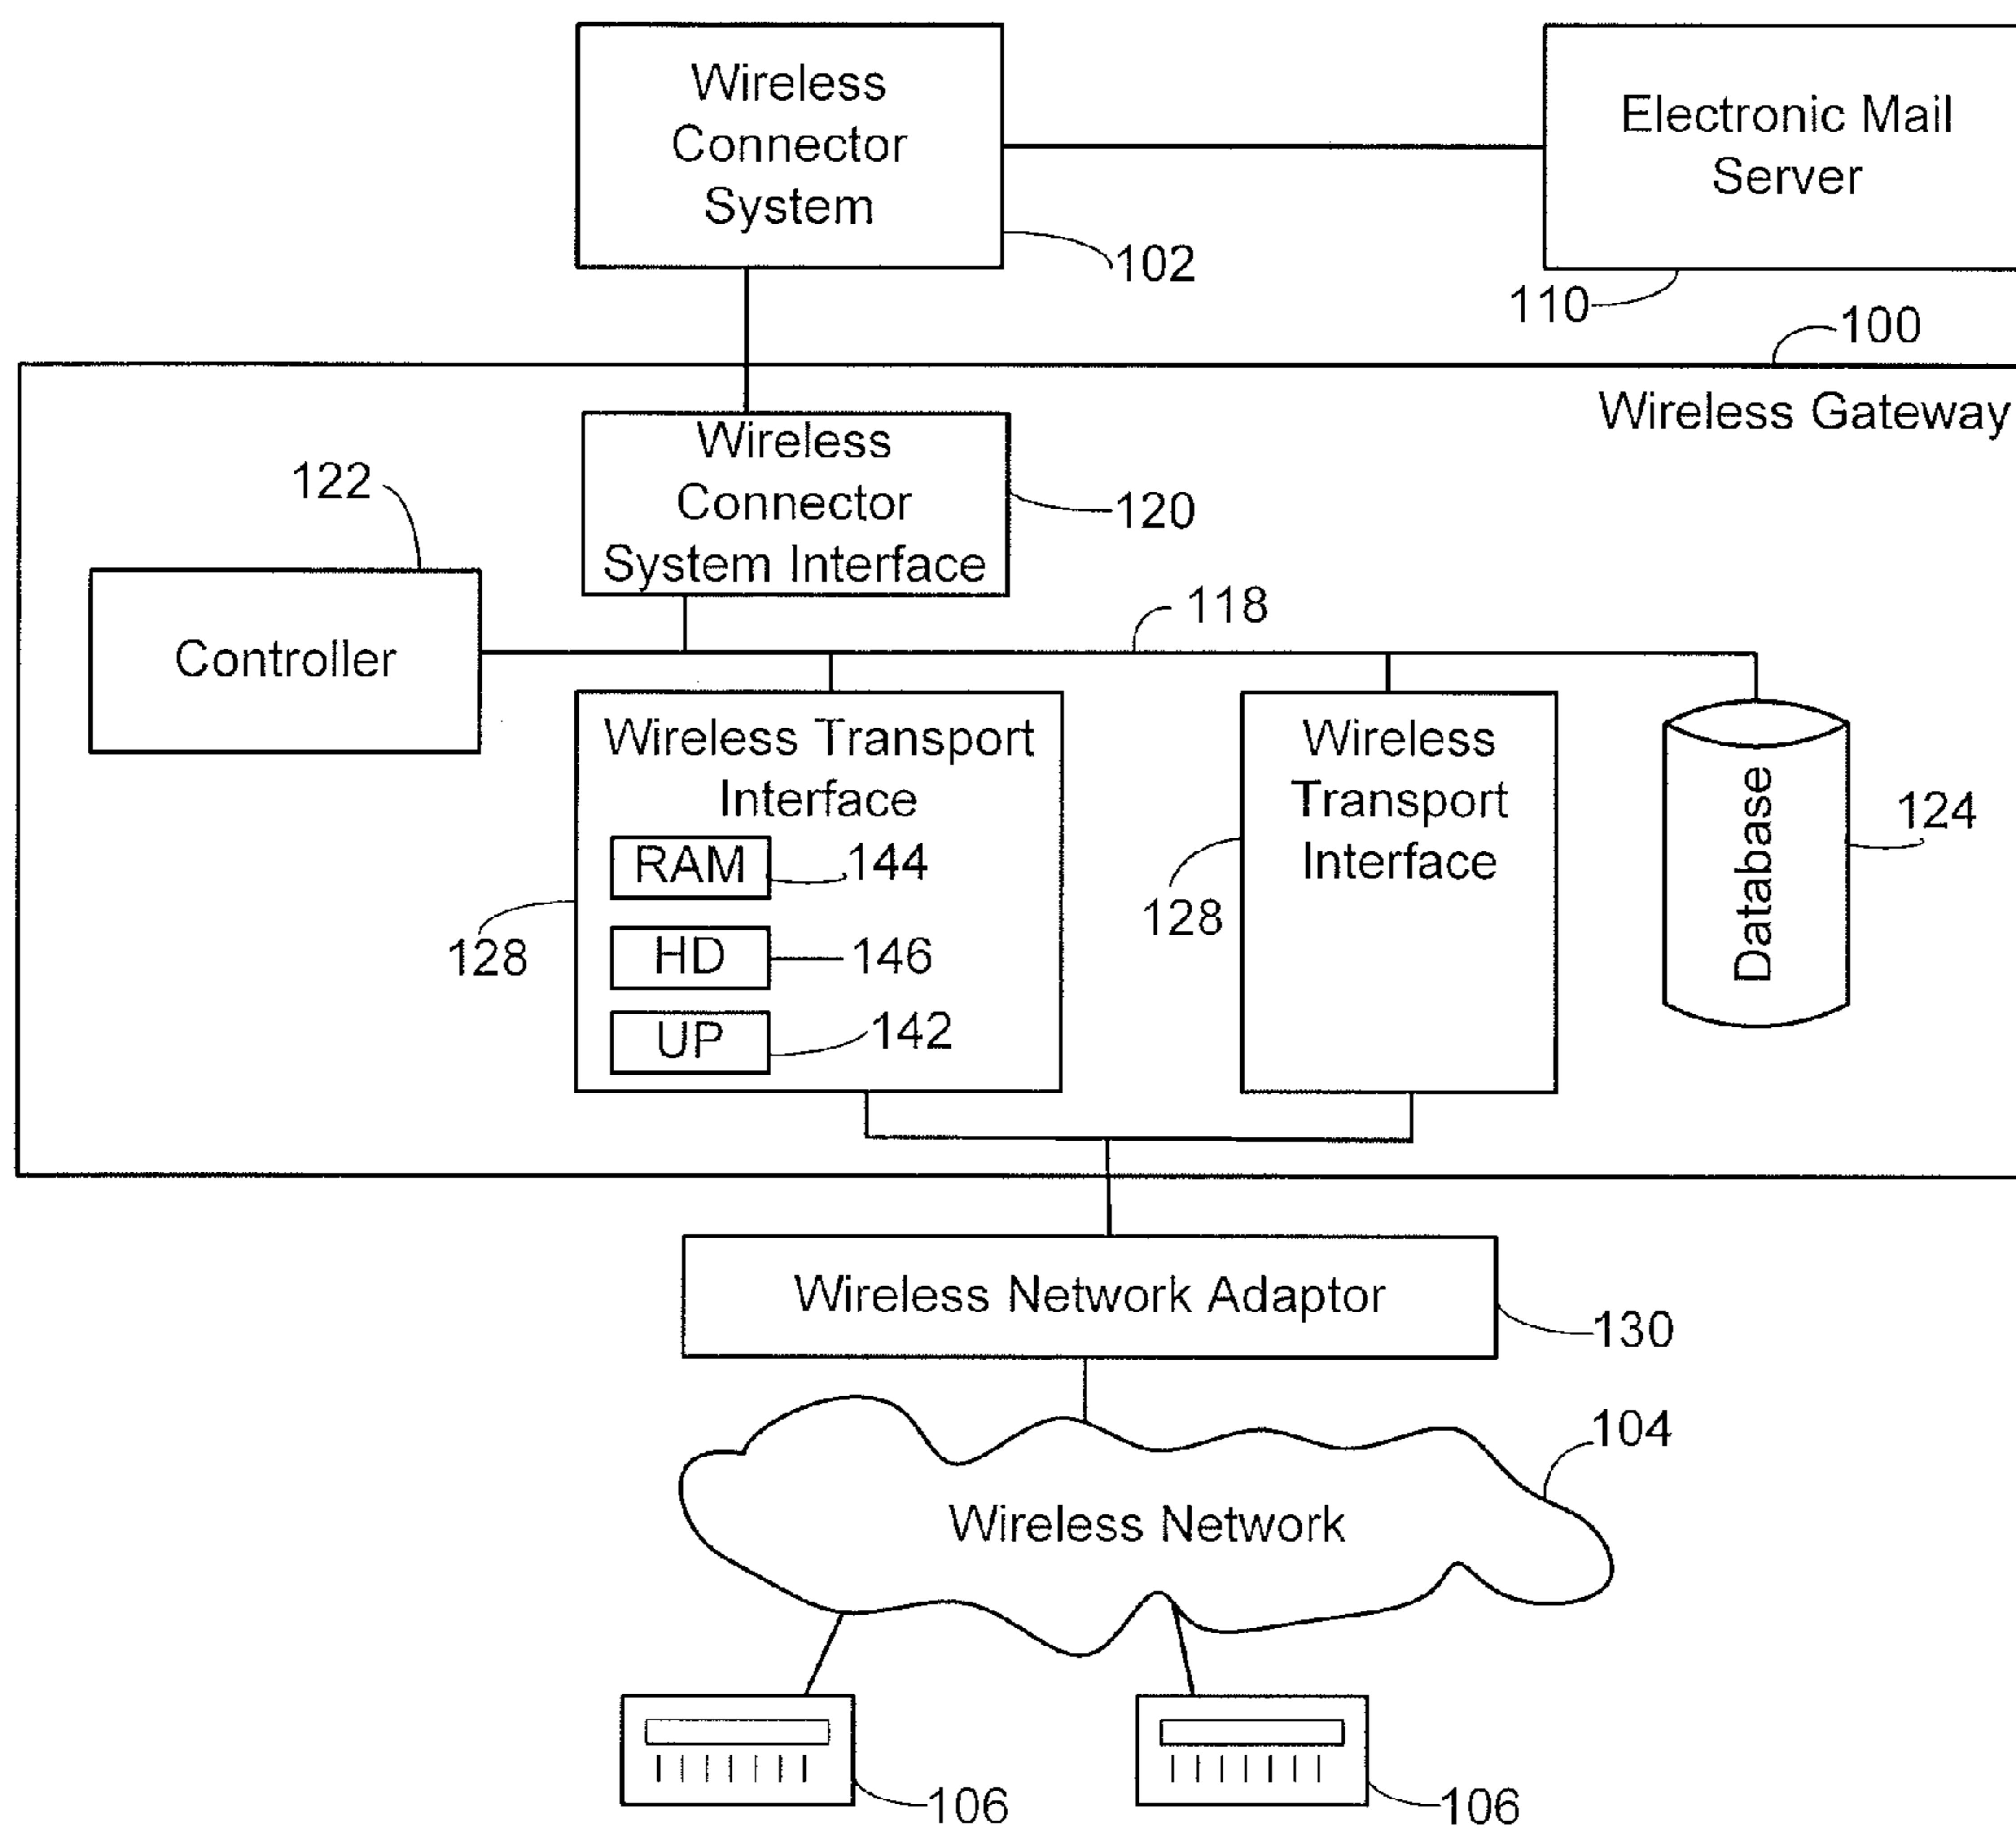 Wireless
Connector
System
102
Electronic Mail
Server
110
100
Wireless Gateway
Wireless
Connector
System Interface
120
122
Controller
118
Wireless Transport
Interface
RAM
144
HD
146
UP
142
128
Wireless
Transport
Interface
128
Database
124
Wireless Network Adaptor
130
104
Wireless Network
106
106